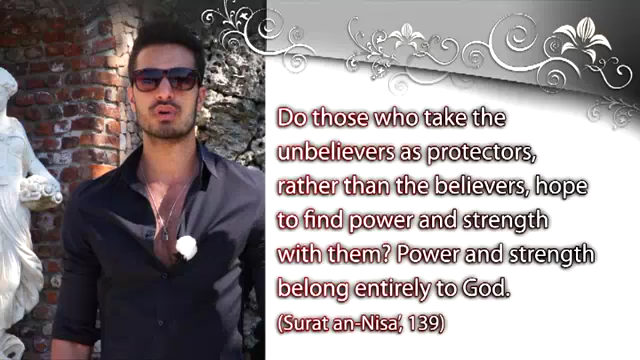 Do those who take the
unbelievers as protectors,
rather than the believers, hope
to find power and strength
with them? Power and strength
belong entirely to God.
(Surat an-Nisa’, 139)